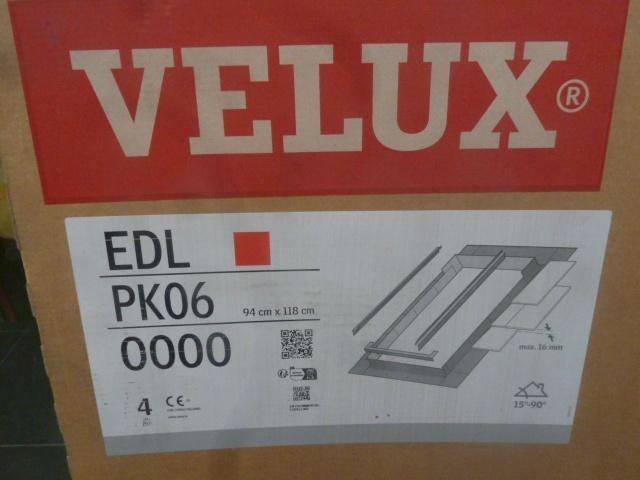 VELUX®
EDL
PK06
94 cm x 118 cm
0000
max. 16 mm
4
CE
15°-90°